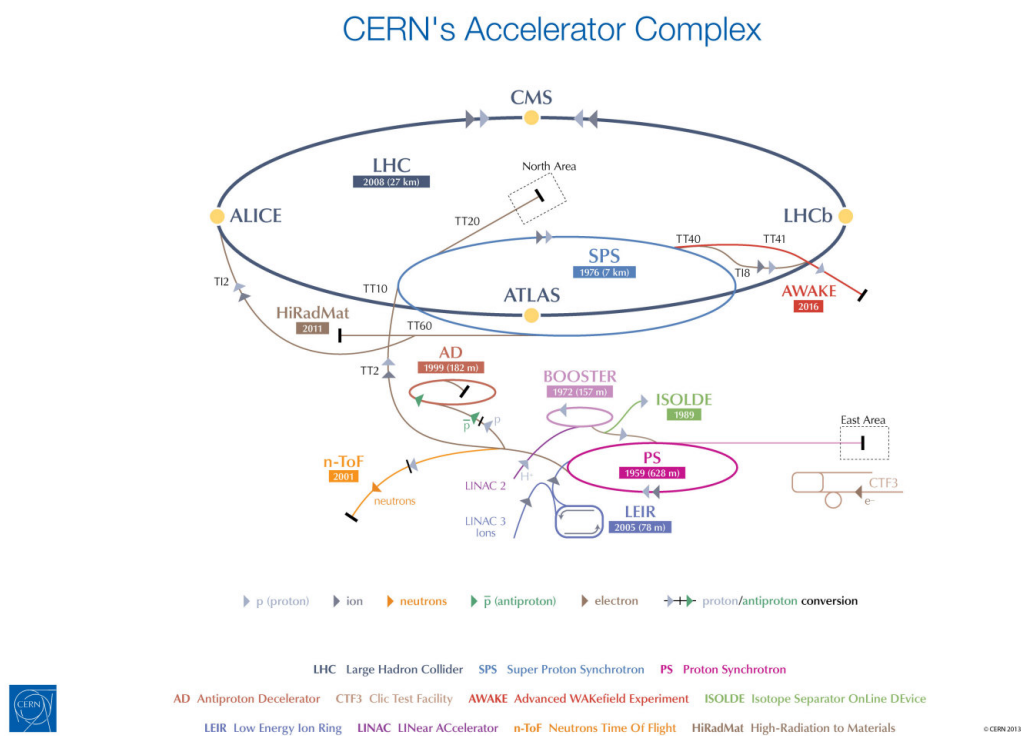 CERN's Accelerator Complex
CMS
LHC
2008 (27 km)
North Area
ALICE
LHCb
TT20
TT40
TT41
SPS
1976 (7 km)
TI8
TI2
TT10
ATLAS
AWAKE
2016
HiRadMat
2011
TT60
AD
1999 (182 m)
TT2
BOOSTER
1972 (157 m)
ISOLDE
1989
p̅
p
East Area
n-ToF
2001
PS
1959 (628 m)
H⁻
LINAC 2
neutrons
CTF3
e⁻
LEIR
2005 (78 m)
LINAC 3
Ions
p (proton) ion neutrons p̅ (antiproton) electron proton/antiproton conversion
LHC Large Hadron Collider SPS Super Proton Synchrotron PS Proton Synchrotron
AD Antiproton Decelerator CTF3 Clic Test Facility AWAKE Advanced WAKefield Experiment ISOLDE Isotope Separator OnLine DEvice
LEIR Low Energy Ion Ring LINAC LINear ACcelerator n-ToF Neutrons Time Of Flight HiRadMat High-Radiation to Materials
CERN
© CERN 2013